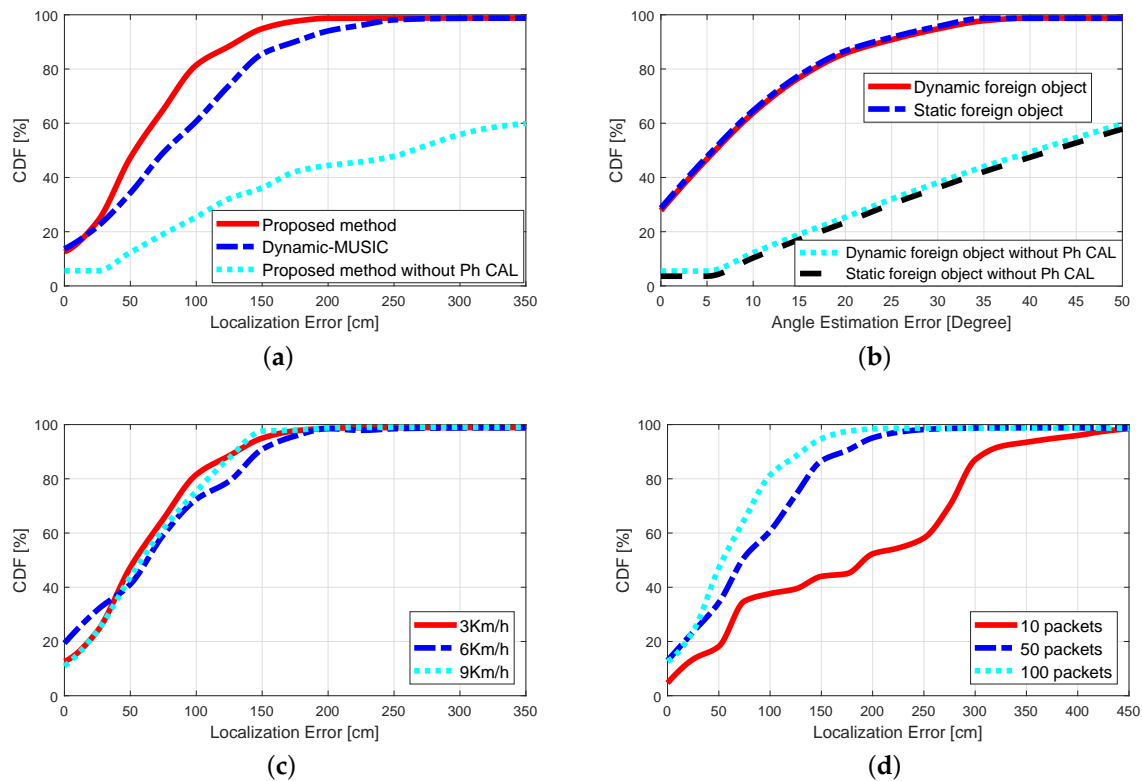 100
80
60
40
20
0
CDF [%]
Proposed method
Dynamic-MUSIC
Proposed method without Ph CAL
0 50 100 150 200 250 300 350
Localization Error [cm]
(a)
100
80
60
40
20
0
CDF [%]
Dynamic foreign object
Static foreign object
Dynamic foreign object without Ph CAL
Static foreign object without Ph CAL
0 5 10 15 20 25 30 35 40 45 50
Angle Estimation Error [Degree]
(b)
100
80
60
40
20
0
CDF [%]
3Km/h
6Km/h
9Km/h
0 50 100 150 200 250 300 350
Localization Error [cm]
(c)
100
80
60
40
20
0
CDF [%]
10 packets
50 packets
100 packets
0 50 100 150 200 250 300 350 400 450
Localization Error [cm]
(d)